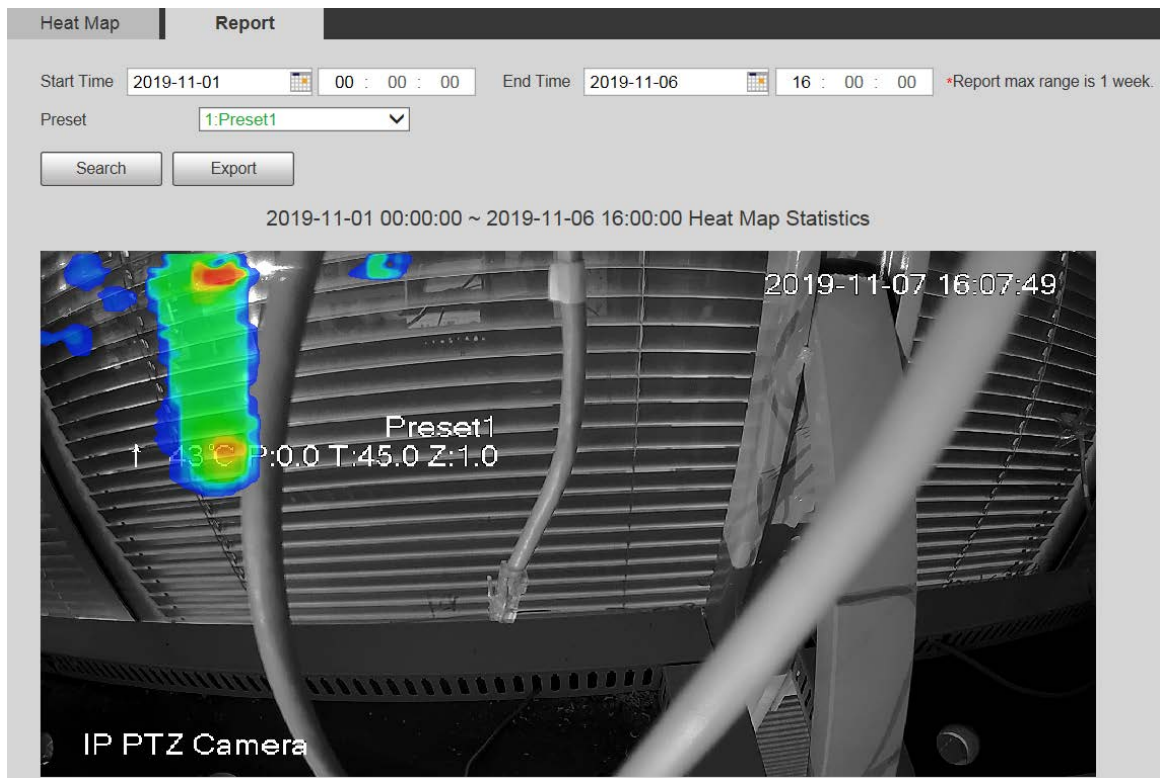 Heat Map Report
Start Time 2019-11-01 00 : 00 : 00 End Time 2019-11-06 16 : 00 : 00 *Report max range is 1 week.
Preset 1:Preset1
Search Export
2019-11-01 00:00:00 ~ 2019-11-06 16:00:00 Heat Map Statistics
2019-11-07 16:07:49
Preset1
↑ 43℃ P:0.0 T:45.0 Z:1.0
IP PTZ Camera